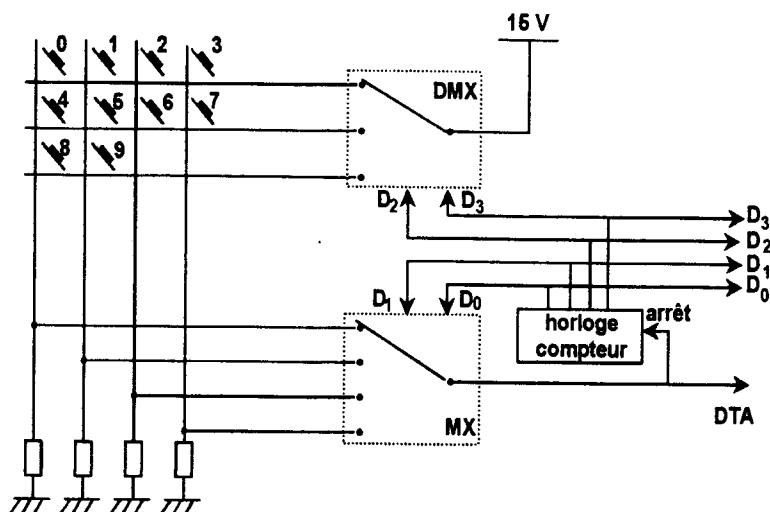 15 V
0 1 2 3
DMX
4 5 6 7
8 9
D2 D3
D3
D2
D1
D0
D1 D0
arrêt
horloge
compteur
DTA
MX